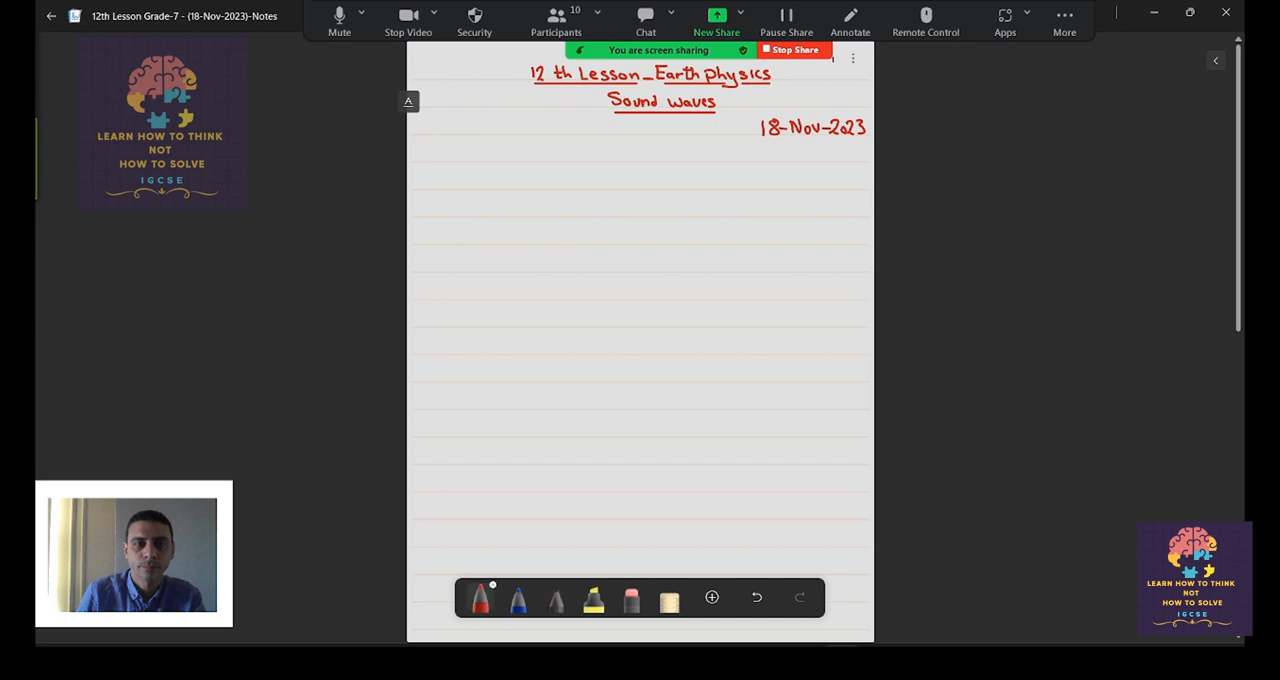 12th Lesson Grade-7 - (18-Nov-2023)-Notes
10
Mute
Stop Video
Security
Participants
Chat
New Share
Pause Share
Annotate
Remote Control
Apps
More
You are screen sharing
Stop Share
12 th Lesson_Earth physics
Sound waves
18-Nov-2023
A
LEARN HOW TO THINK
NOT
HOW TO SOLVE
IGCSE
LEARN HOW TO THINK
NOT
HOW TO SOLVE
IGCSE